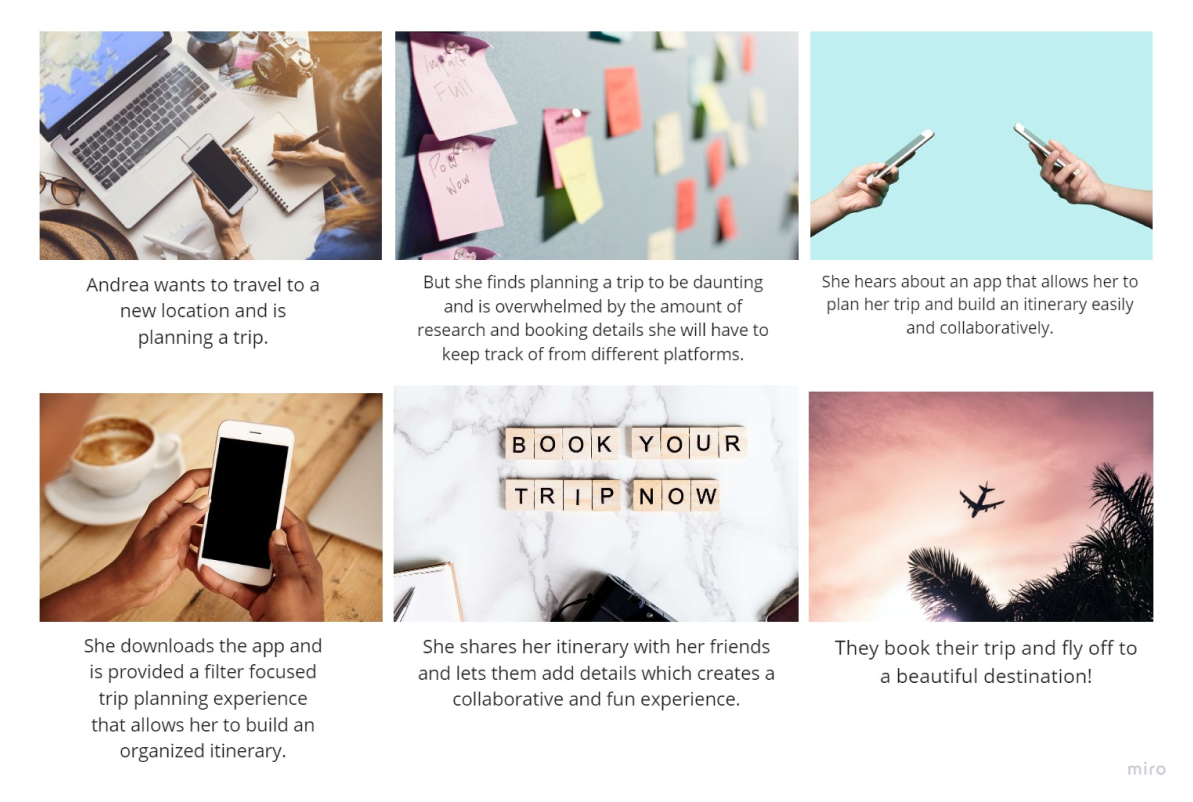 Impact
Full
Now
Andrea wants to travel to a
new location and is
planning a trip.
But she finds planning a trip to be daunting
and is overwhelmed by the amount of
research and booking details she will have to
keep track of from different platforms.
She hears about an app that allows her to
plan her trip and build an itinerary easily
and collaboratively.
BOOK YOUR
TRIP NOW
She downloads the app and
is provided a filter focused
trip planning experience
that allows her to build an
organized itinerary.
She shares her itinerary with her friends
and lets them add details which creates a
collaborative and fun experience.
They book their trip and fly off to
a beautiful destination!
miro